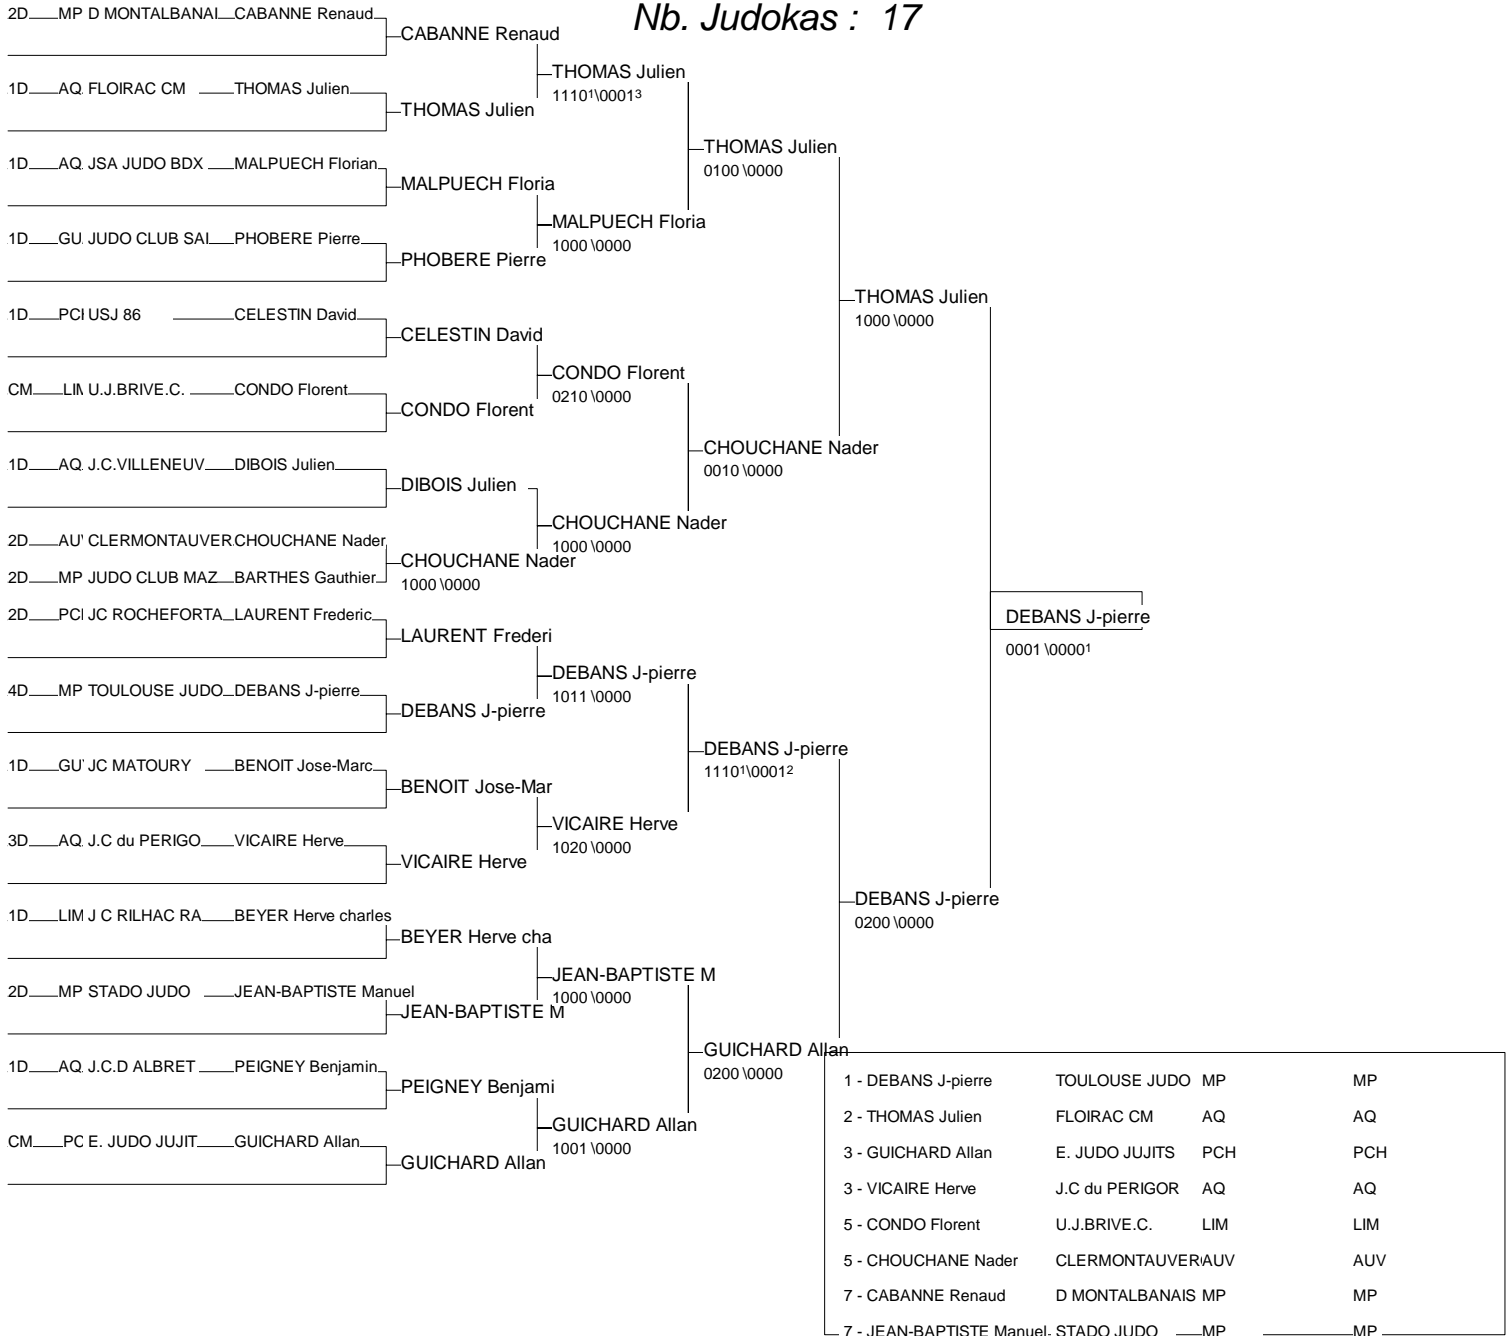 Nb. Judokas : 17
2D MP D MONTALBANAI CABANNE Renaud
CABANNE Renaud
THOMAS Julien
1110¹\0001³
1D AQ FLOIRAC CM THOMAS Julien
THOMAS Julien
THOMAS Julien
0100 \0000
1D AQ JSA JUDO BDX MALPUECH Florian
MALPUECH Floria
MALPUECH Floria
1000 \0000
1D GU JUDO CLUB SAI PHOBERE Pierre
PHOBERE Pierre
THOMAS Julien
1000 \0000
1D PCI USJ 86 CELESTIN David
CELESTIN David
CONDO Florent
0210 \0000
CM LIM U.J.BRIVE.C. CONDO Florent
CONDO Florent
CHOUCHANE Nader
0010 \0000
1D AQ J.C.VILLENEUV DIBOIS Julien
DIBOIS Julien
CHOUCHANE Nader
1000 \0000
2D AU' CLERMONTAUVER CHOUCHANE Nader
CHOUCHANE Nader
1000 \0000
2D MP JUDO CLUB MAZ BARTHES Gauthier
2D PCI JC ROCHEFORTA LAURENT Frederic
DEBANS J-pierre
0001 \0000¹
LAURENT Frederi
DEBANS J-pierre
1011 \0000
4D MP TOULOUSE JUDO DEBANS J-pierre
DEBANS J-pierre
DEBANS J-pierre
1110¹\0001²
1D GU' JC MATOURY BENOIT Jose-Marc
BENOIT Jose-Mar
VICAIRE Herve
1020 \0000
3D AQ J.C du PERIGO VICAIRE Herve
VICAIRE Herve
DEBANS J-pierre
0200 \0000
1D LIM J C RILHAC RA BEYER Herve charles
BEYER Herve cha
JEAN-BAPTISTE M
1000 \0000
2D MP STADO JUDO JEAN-BAPTISTE Manuel
JEAN-BAPTISTE M
GUICHARD Allan
0200 \0000
1D AQ J.C.D ALBRET PEIGNEY Benjamin
PEIGNEY Benjami
GUICHARD Allan
1001 \0000
CM PC E. JUDO JUJIT GUICHARD Allan
GUICHARD Allan
1 - DEBANS J-pierre TOULOUSE JUDO MP MP
2 - THOMAS Julien FLOIRAC CM AQ AQ
3 - GUICHARD Allan E. JUDO JUJITS PCH PCH
3 - VICAIRE Herve J.C du PERIGOR AQ AQ
5 - CONDO Florent U.J.BRIVE.C. LIM LIM
5 - CHOUCHANE Nader CLERMONTAUVER AUV AUV
7 - CABANNE Renaud D MONTALBANAIS MP MP
7 - JEAN-BAPTISTE Manuel STADO JUDO MP MP